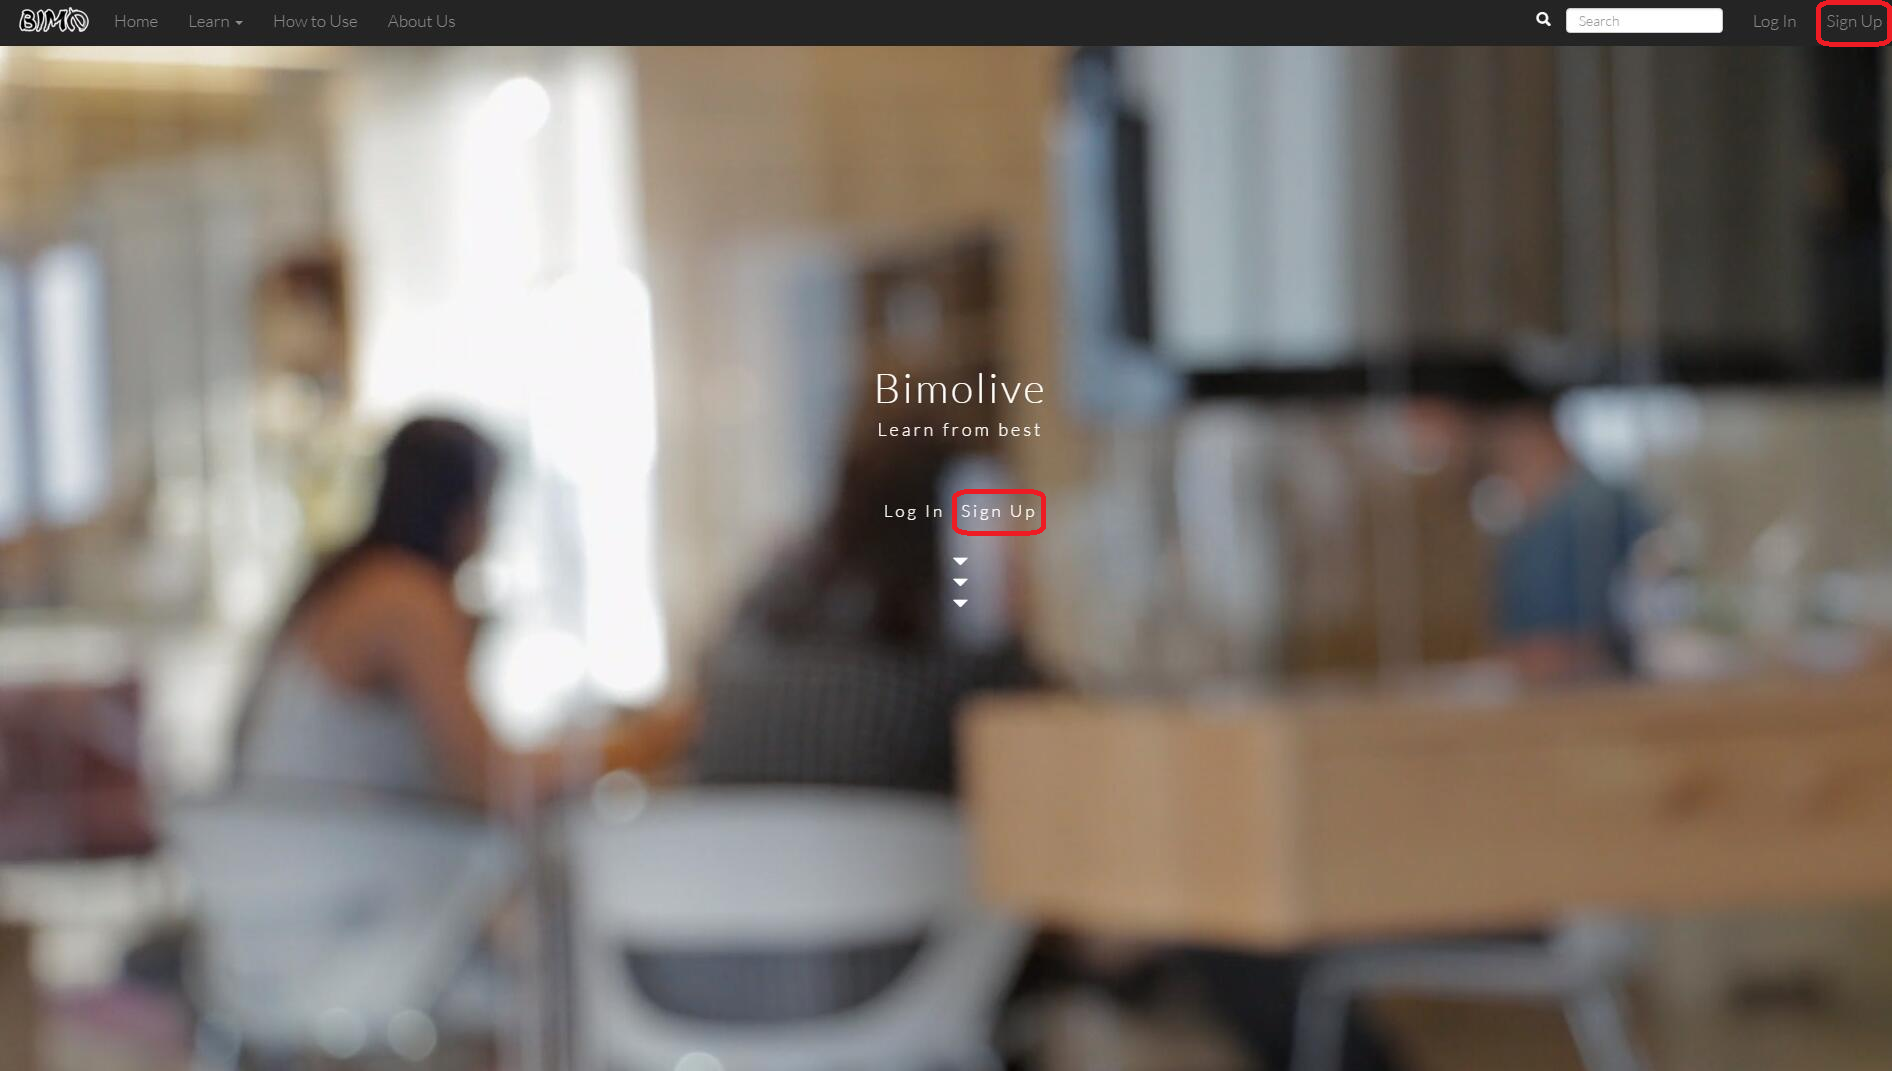 BIMO Home Learn How to Use About Us Search Log In Sign Up
Bimolive
Learn from best
Log In Sign Up